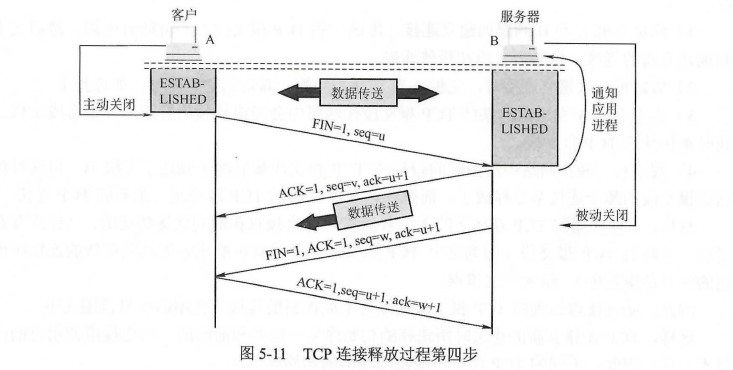 客户
服务器
A
B
ESTAB-
LISHED
数据传送
ESTAB-
LISHED
通知
应用
进程
主动关闭
FIN=1, seq=u
ACK=1, seq=v, ack=u+1
数据传送
被动关闭
FIN=1, ACK=1, seq=w, ack=u+1
ACK=1,seq=u+1, ack=w+1
图 5-11 TCP 连接释放过程第四步